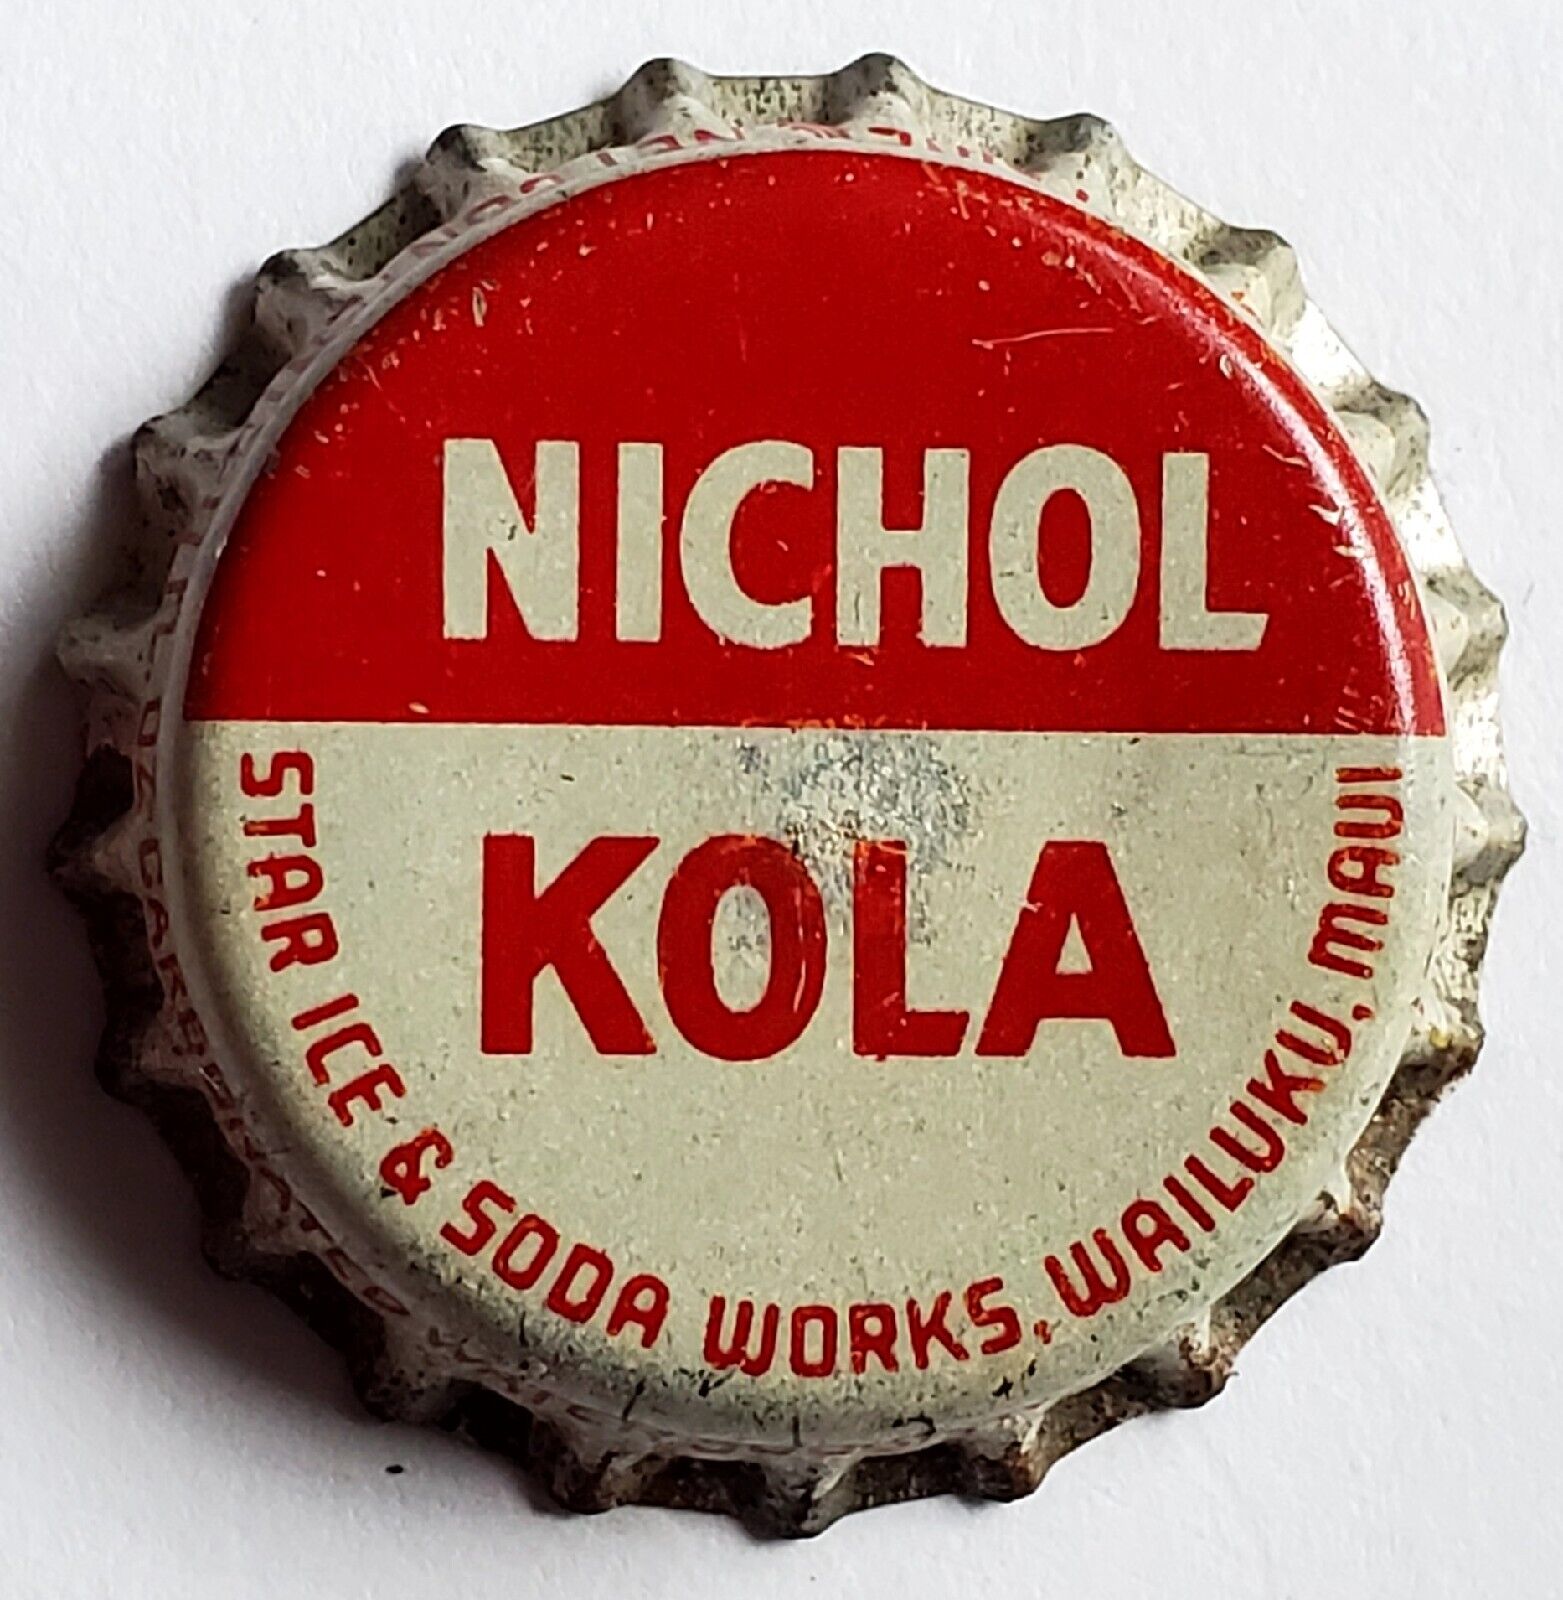 NICHOL
KOLA
STAR ICE & SODA WORKS, WAILUKU, MAUI